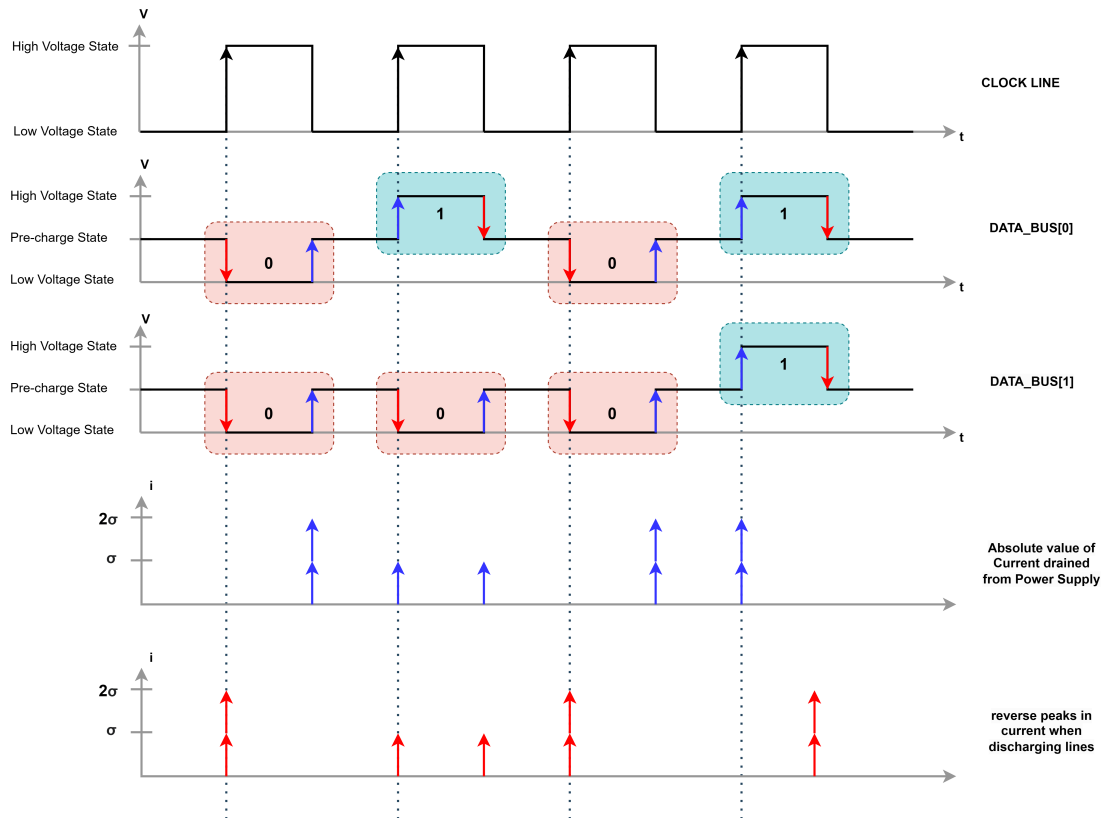 V
High Voltage State
CLOCK LINE
Low Voltage State
t
V
High Voltage State
1
1
DATA_BUS[0]
Pre-charge State
0
0
Low Voltage State
t
V
High Voltage State
1
DATA_BUS[1]
Pre-charge State
0
0
0
Low Voltage State
t
i
2σ
σ
Absolute value of
Current drained
from Power Supply
i
2σ
σ
reverse peaks in
current when
discharging lines